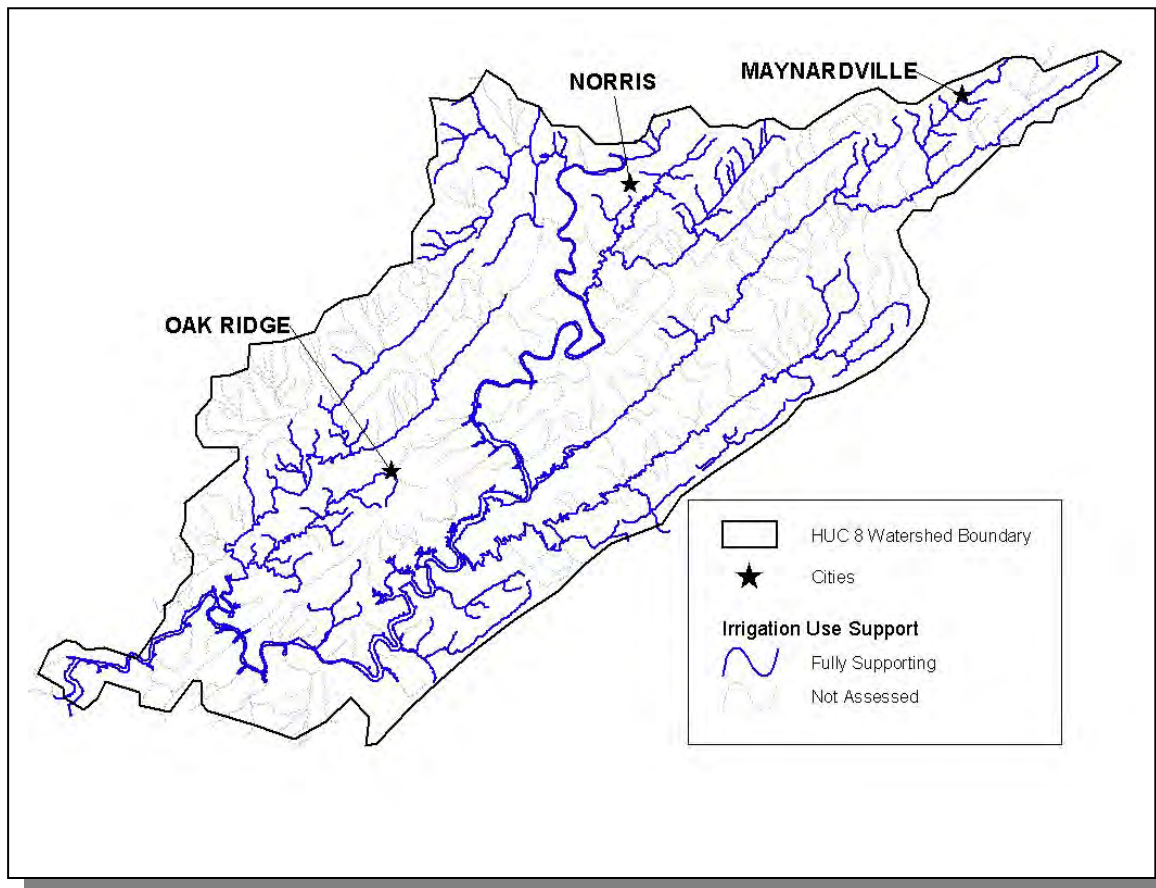 MAYNARDVILLE
NORRIS
OAK RIDGE
HUC 8 Watershed Boundary
Cities
Irrigation Use Support
Fully Supporting
Not Assessed